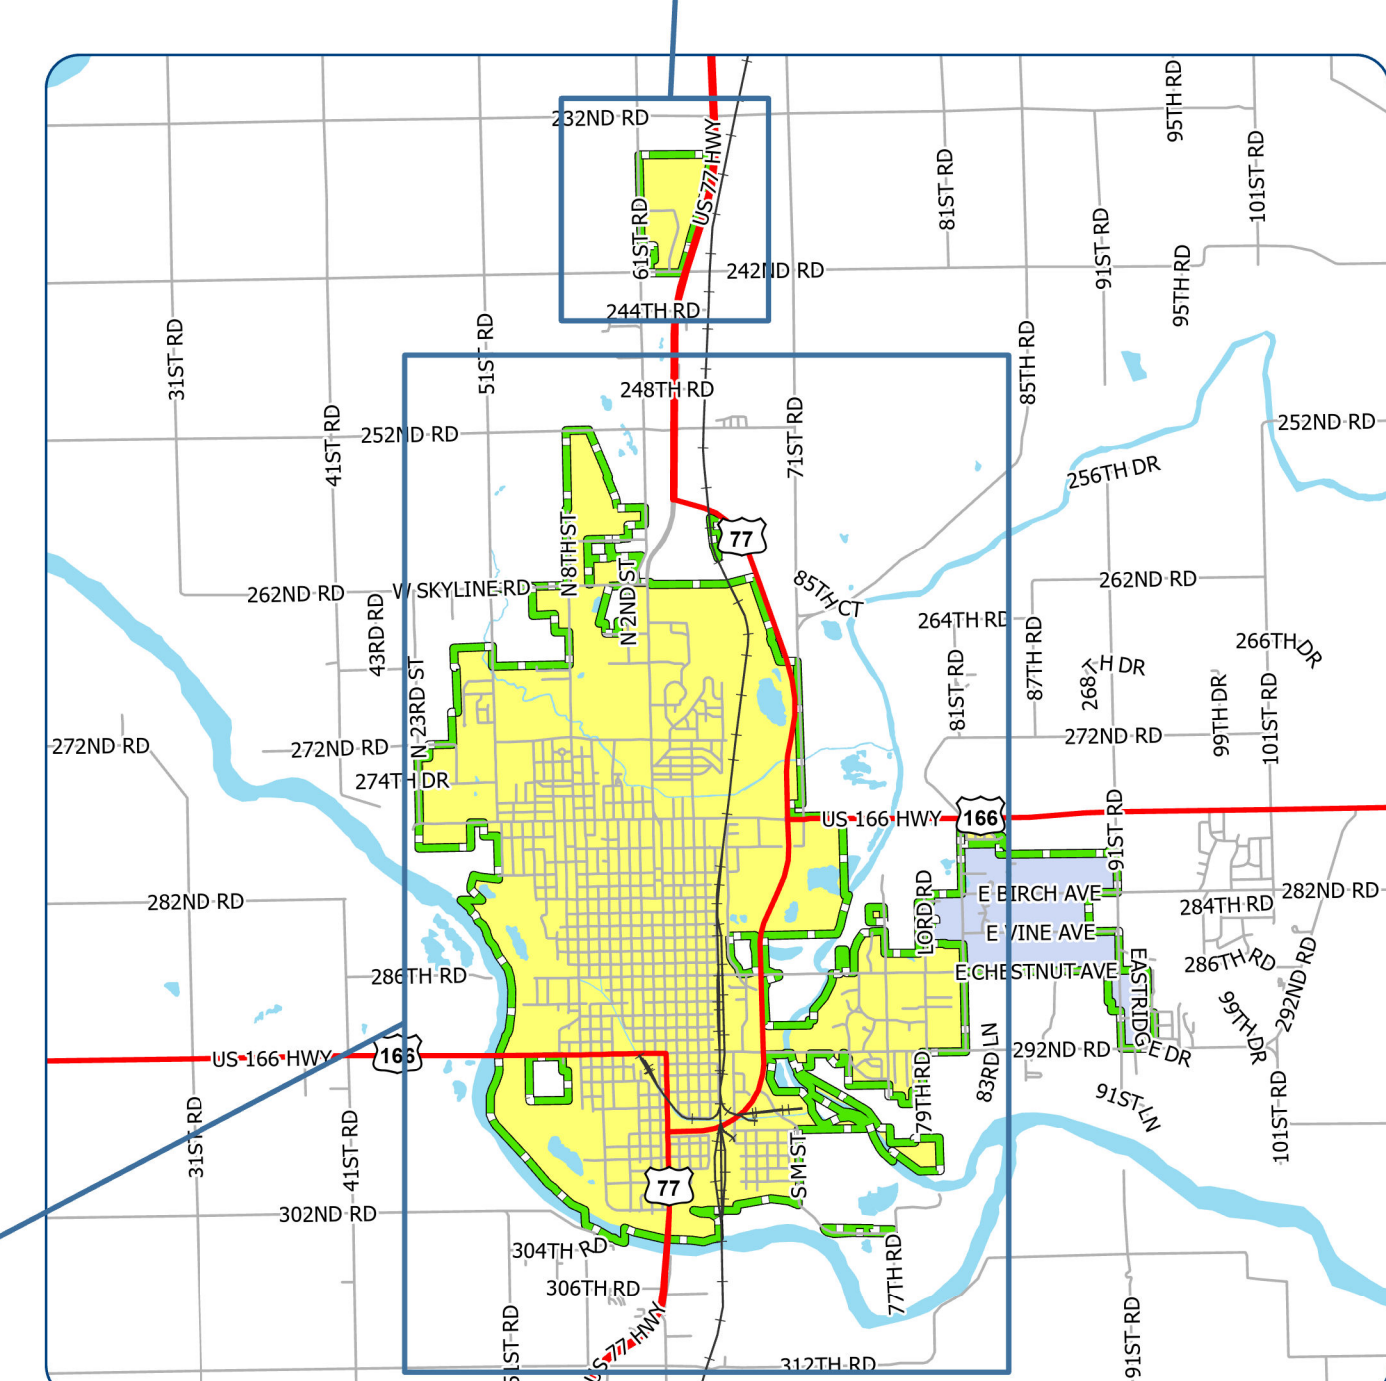 95TH RD
232ND RD
US 77 HWY
81ST RD
101ST RD
61ST RD
91ST RD
95TH RD
242ND RD
244TH RD
31ST RD
51ST RD
85TH RD
248TH RD
41ST RD
71ST RD
252ND RD
252ND RD
256TH DR
77
N 8TH ST
262ND RD
W SKYLINE RD
N 2ND ST
85TH CT
262ND RD
43RD RD
264TH RD
87TH RD
266TH DR
268TH DR
N 23RD ST
81ST RD
99TH DR
101ST RD
272ND RD
272ND RD
272ND RD
274TH DR
US 166 HWY
166
91ST RD
282ND RD
E BIRCH AVE
282ND RD
284TH RD
LORD RD
E VINE AVE
286TH RD
E CHESTNUT AVE
286TH RD
EASTRIDGE DR
292ND RD
99TH DR
US 166 HWY
166
83RD LN
292ND RD
79TH RD
31ST RD
41ST RD
91ST LN
101ST RD
S M ST
77
302ND RD
304TH RD
77TH RD
306TH RD
51ST RD
US 77 HWY
91ST RD
312TH RD